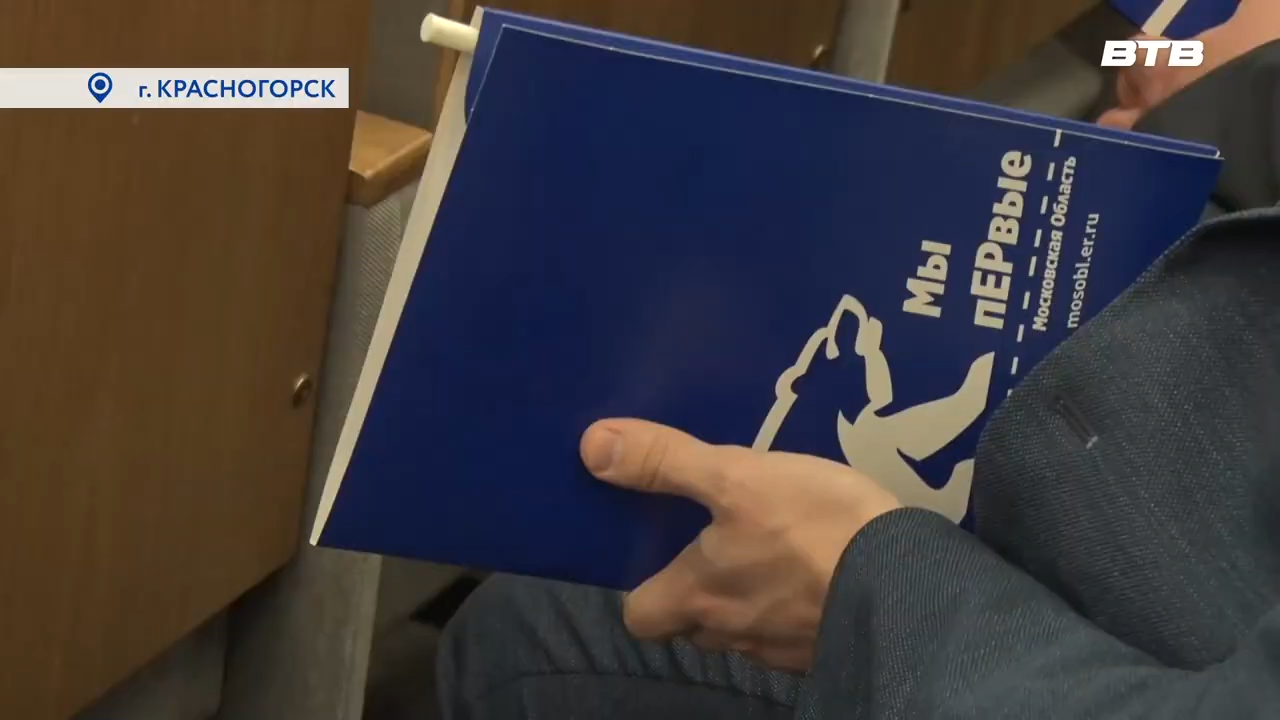 г. КРАСНОГОРСК
ВТВ
Мы
пЕРвые
Московская Область
mosobl.er.ru